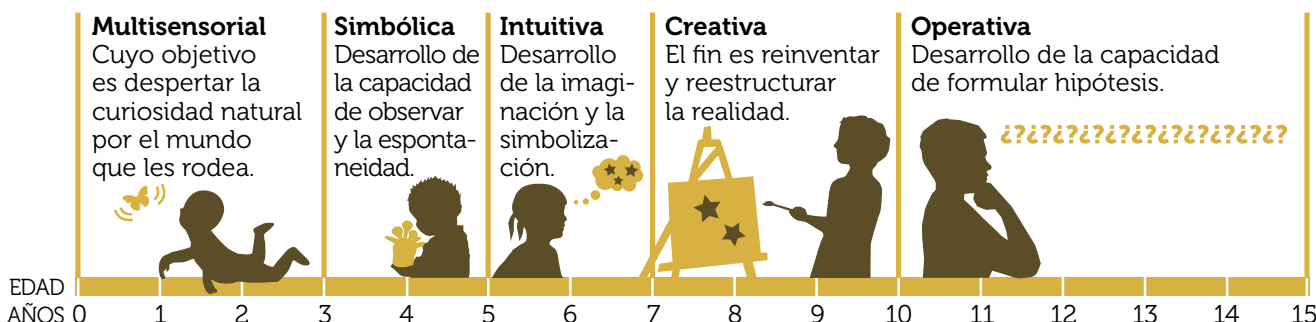 Multisensorial
Cuyo objetivo
es despertar la
curiosidad natural
por el mundo
que les rodea.
Simbólica
Desarrollo de
la capacidad
de observar
y la esponta-
neidad.
Intuitiva
Desarrollo
de la imagi-
nación y la
simboliza-
ción.
Creativa
El fin es reinventar
y reestructurar
la realidad.
Operativa
Desarrollo de la capacidad
de formular hipótesis.
¿?¿?¿?¿?¿?¿?¿?¿?¿?¿?¿?
EDAD
AÑOS 0 1 2 3 4 5 6 7 8 9 10 11 12 13 14 15